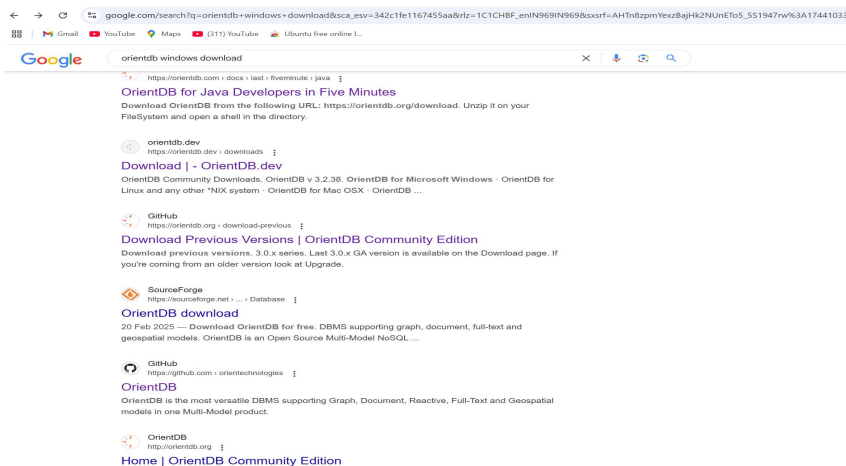 google.com/search?q=orientdb+windows+download&sca_esv=342c1fe1167455aa&rlz=1C1CHBF_enIN969IN969&sxsrf=AHTn8zpmYexzBajHk2NUnEToS_5S1947rw%3A17441033
Gmail YouTube Maps (311) YouTube Ubuntu free online l...
Google orientdb windows download
https://orientdb.com › docs › last › fiveminute › java
OrientDB for Java Developers in Five Minutes
Download OrientDB from the following URL: https://orientdb.org/download. Unzip it on your
FileSystem and open a shell in the directory.
orientdb.dev
https://orientdb.dev › downloads
Download | - OrientDB.dev
OrientDB Community Downloads. OrientDB v 3.2.38. OrientDB for Microsoft Windows · OrientDB for
Linux and any other *NIX system · OrientDB for Mac OSX · OrientDB ...
GitHub
https://orientdb.org › download-previous
Download Previous Versions | OrientDB Community Edition
Download previous versions. 3.0.x series. Last 3.0.x GA version is available on the Download page. If
you're coming from an older version look at Upgrade.
SourceForge
https://sourceforge.net › ... › Database
OrientDB download
20 Feb 2025 — Download OrientDB for free. DBMS supporting graph, document, full-text and
geospatial models. OrientDB is an Open Source Multi-Model NoSQL ...
GitHub
https://github.com › orientechnologies
OrientDB
OrientDB is the most versatile DBMS supporting Graph, Document, Reactive, Full-Text and Geospatial
models in one Multi-Model product.
OrientDB
http://orientdb.org
Home | OrientDB Community Edition